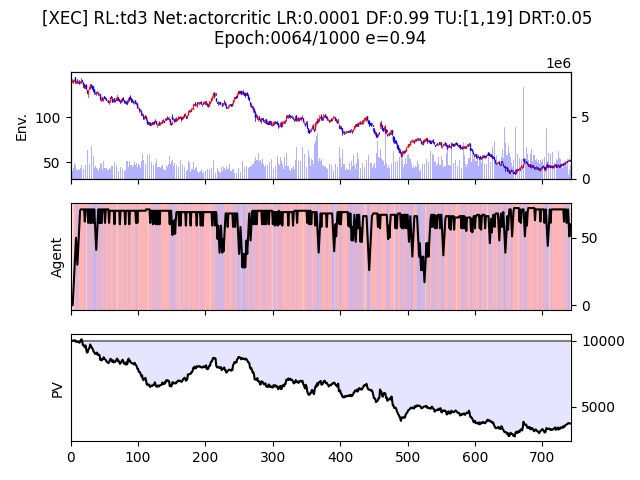 [XEC] RL:td3 Net:actorcritic LR:0.0001 DF:0.99 TU:[1,19] DRT:0.05
Epoch:0064/1000 e=0.94
1e6
Env.
100
50
5
0
Agent
50
0
PV
10000
5000
0 100 200 300 400 500 600 700